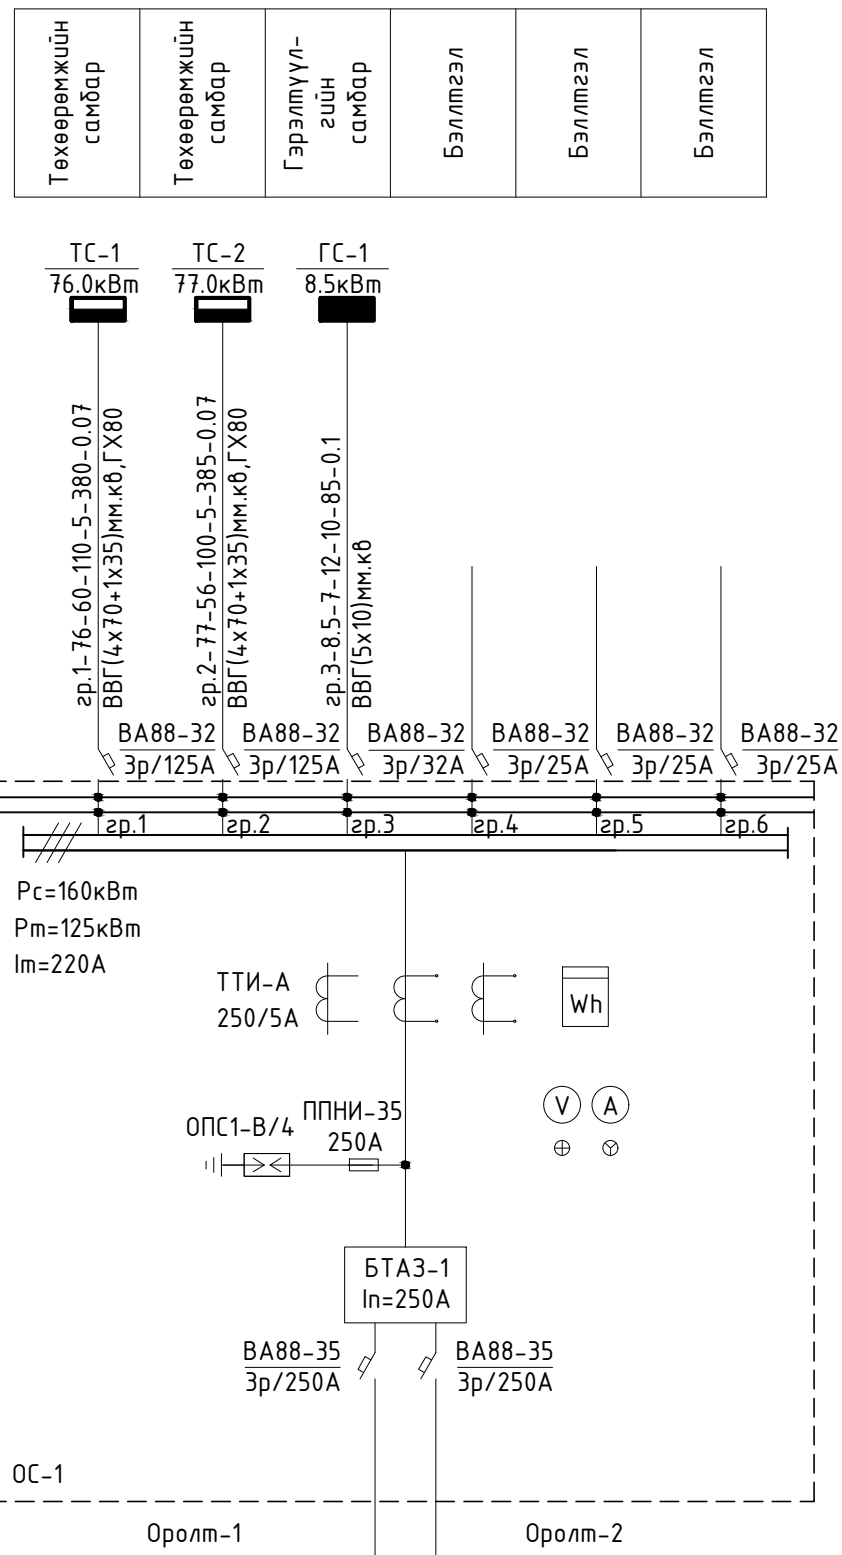 Төхөөрөмжийн
самбар
Төхөөрөмжийн
самбар
Гэрэлтүүл-
гийн
самбар
Бэлтгэл
Бэлтгэл
Бэлтгэл
ТС-1
76.0кВт
ТС-2
77.0кВт
ГС-1
8.5кВт
гр.1-76-60-110-5-380-0.07
ВВГ(4х70+1х35)мм.кв,ГХ80
гр.2-77-56-100-5-385-0.07
ВВГ(4х70+1х35)мм.кв,ГХ80
гр.3-8.5-7-12-10-85-0.1
ВВГ(5х10)мм.кв
ВА88-32
3р/125А
ВА88-32
3р/125А
ВА88-32
3р/32А
ВА88-32
3р/25А
ВА88-32
3р/25А
ВА88-32
3р/25А
гр.1
гр.2
гр.3
гр.4
гр.5
гр.6
Рс=160кВт
Рт=125кВт
Iт=220А
ТТИ-А
250/5А
Wh
V
A
ОПС1-В/4
ППНИ-35
250А
БТАЗ-1
In=250А
ВА88-35
3р/250А
ВА88-35
3р/250А
ОС-1
Оролт-1
Оролт-2